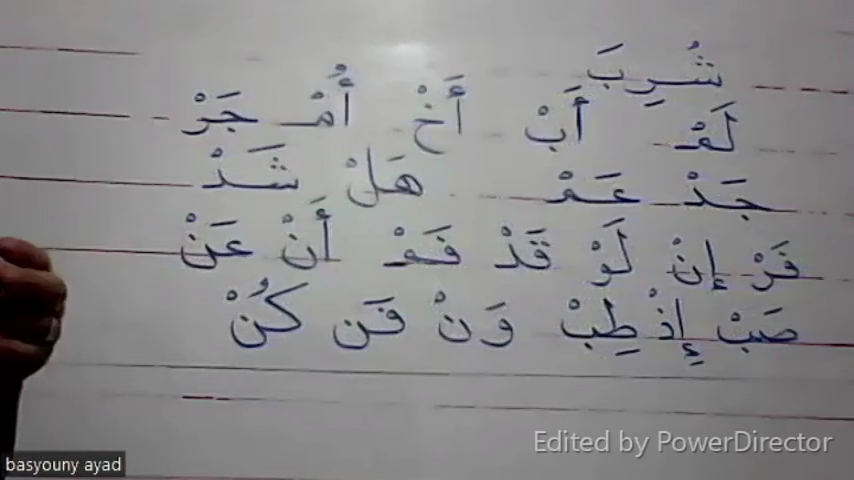 شُرِبَ
لَمْ أَبْ أَخْ أُمْ جَرْ
جَدْ عَمْ هَلْ شَدْ
فَرْ إِنْ لَوْ قَدْ فَمْ أَنْ عَنْ
صَبْ إِذْ طِبْ وَنْ فَن كُنْ
Edited by PowerDirector
basyouny ayad